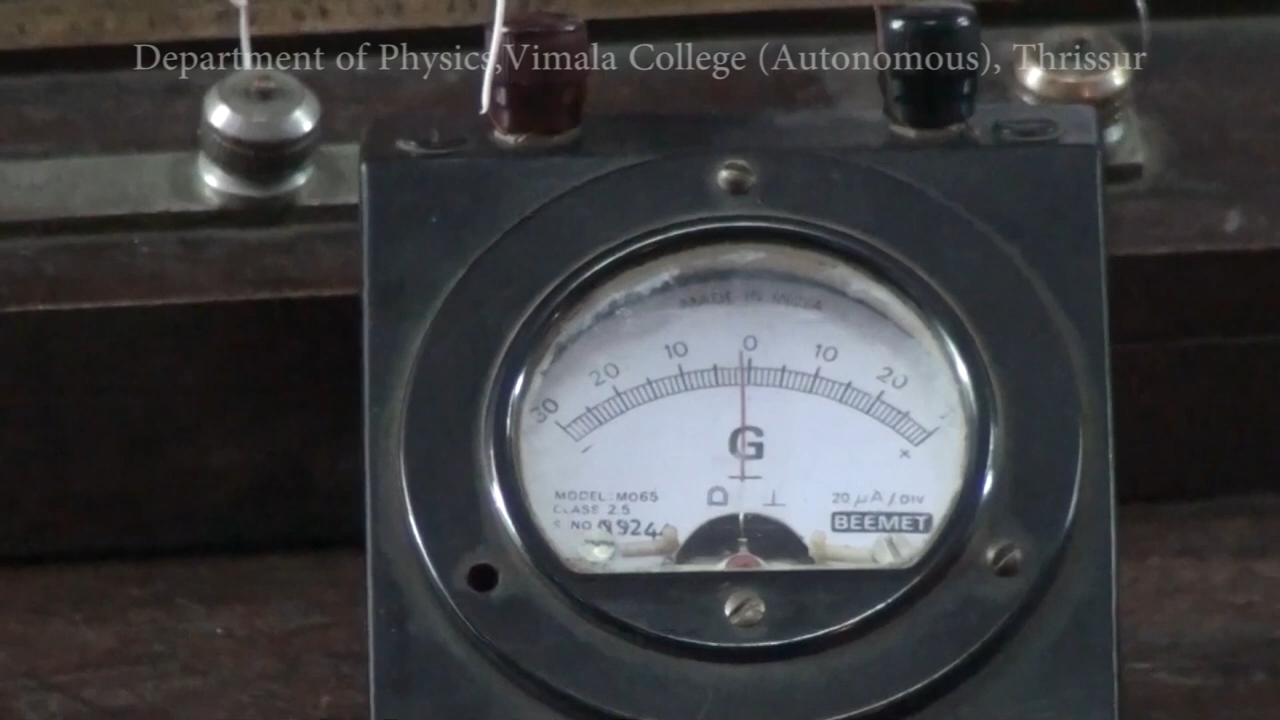 Department of Physics,Vimala College (Autonomous), Thrissur
MADE IN INDIA
30 20 10 0 10 20
- +
G
MODEL:MO65
CLASS 2.5
20 μA/DIV
BEEMET